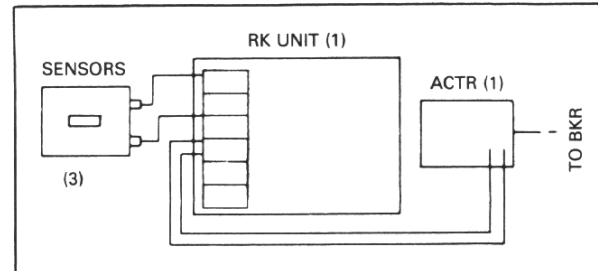 RK UNIT (1)
SENSORS
ACTR (1)
(3)
TO BKR